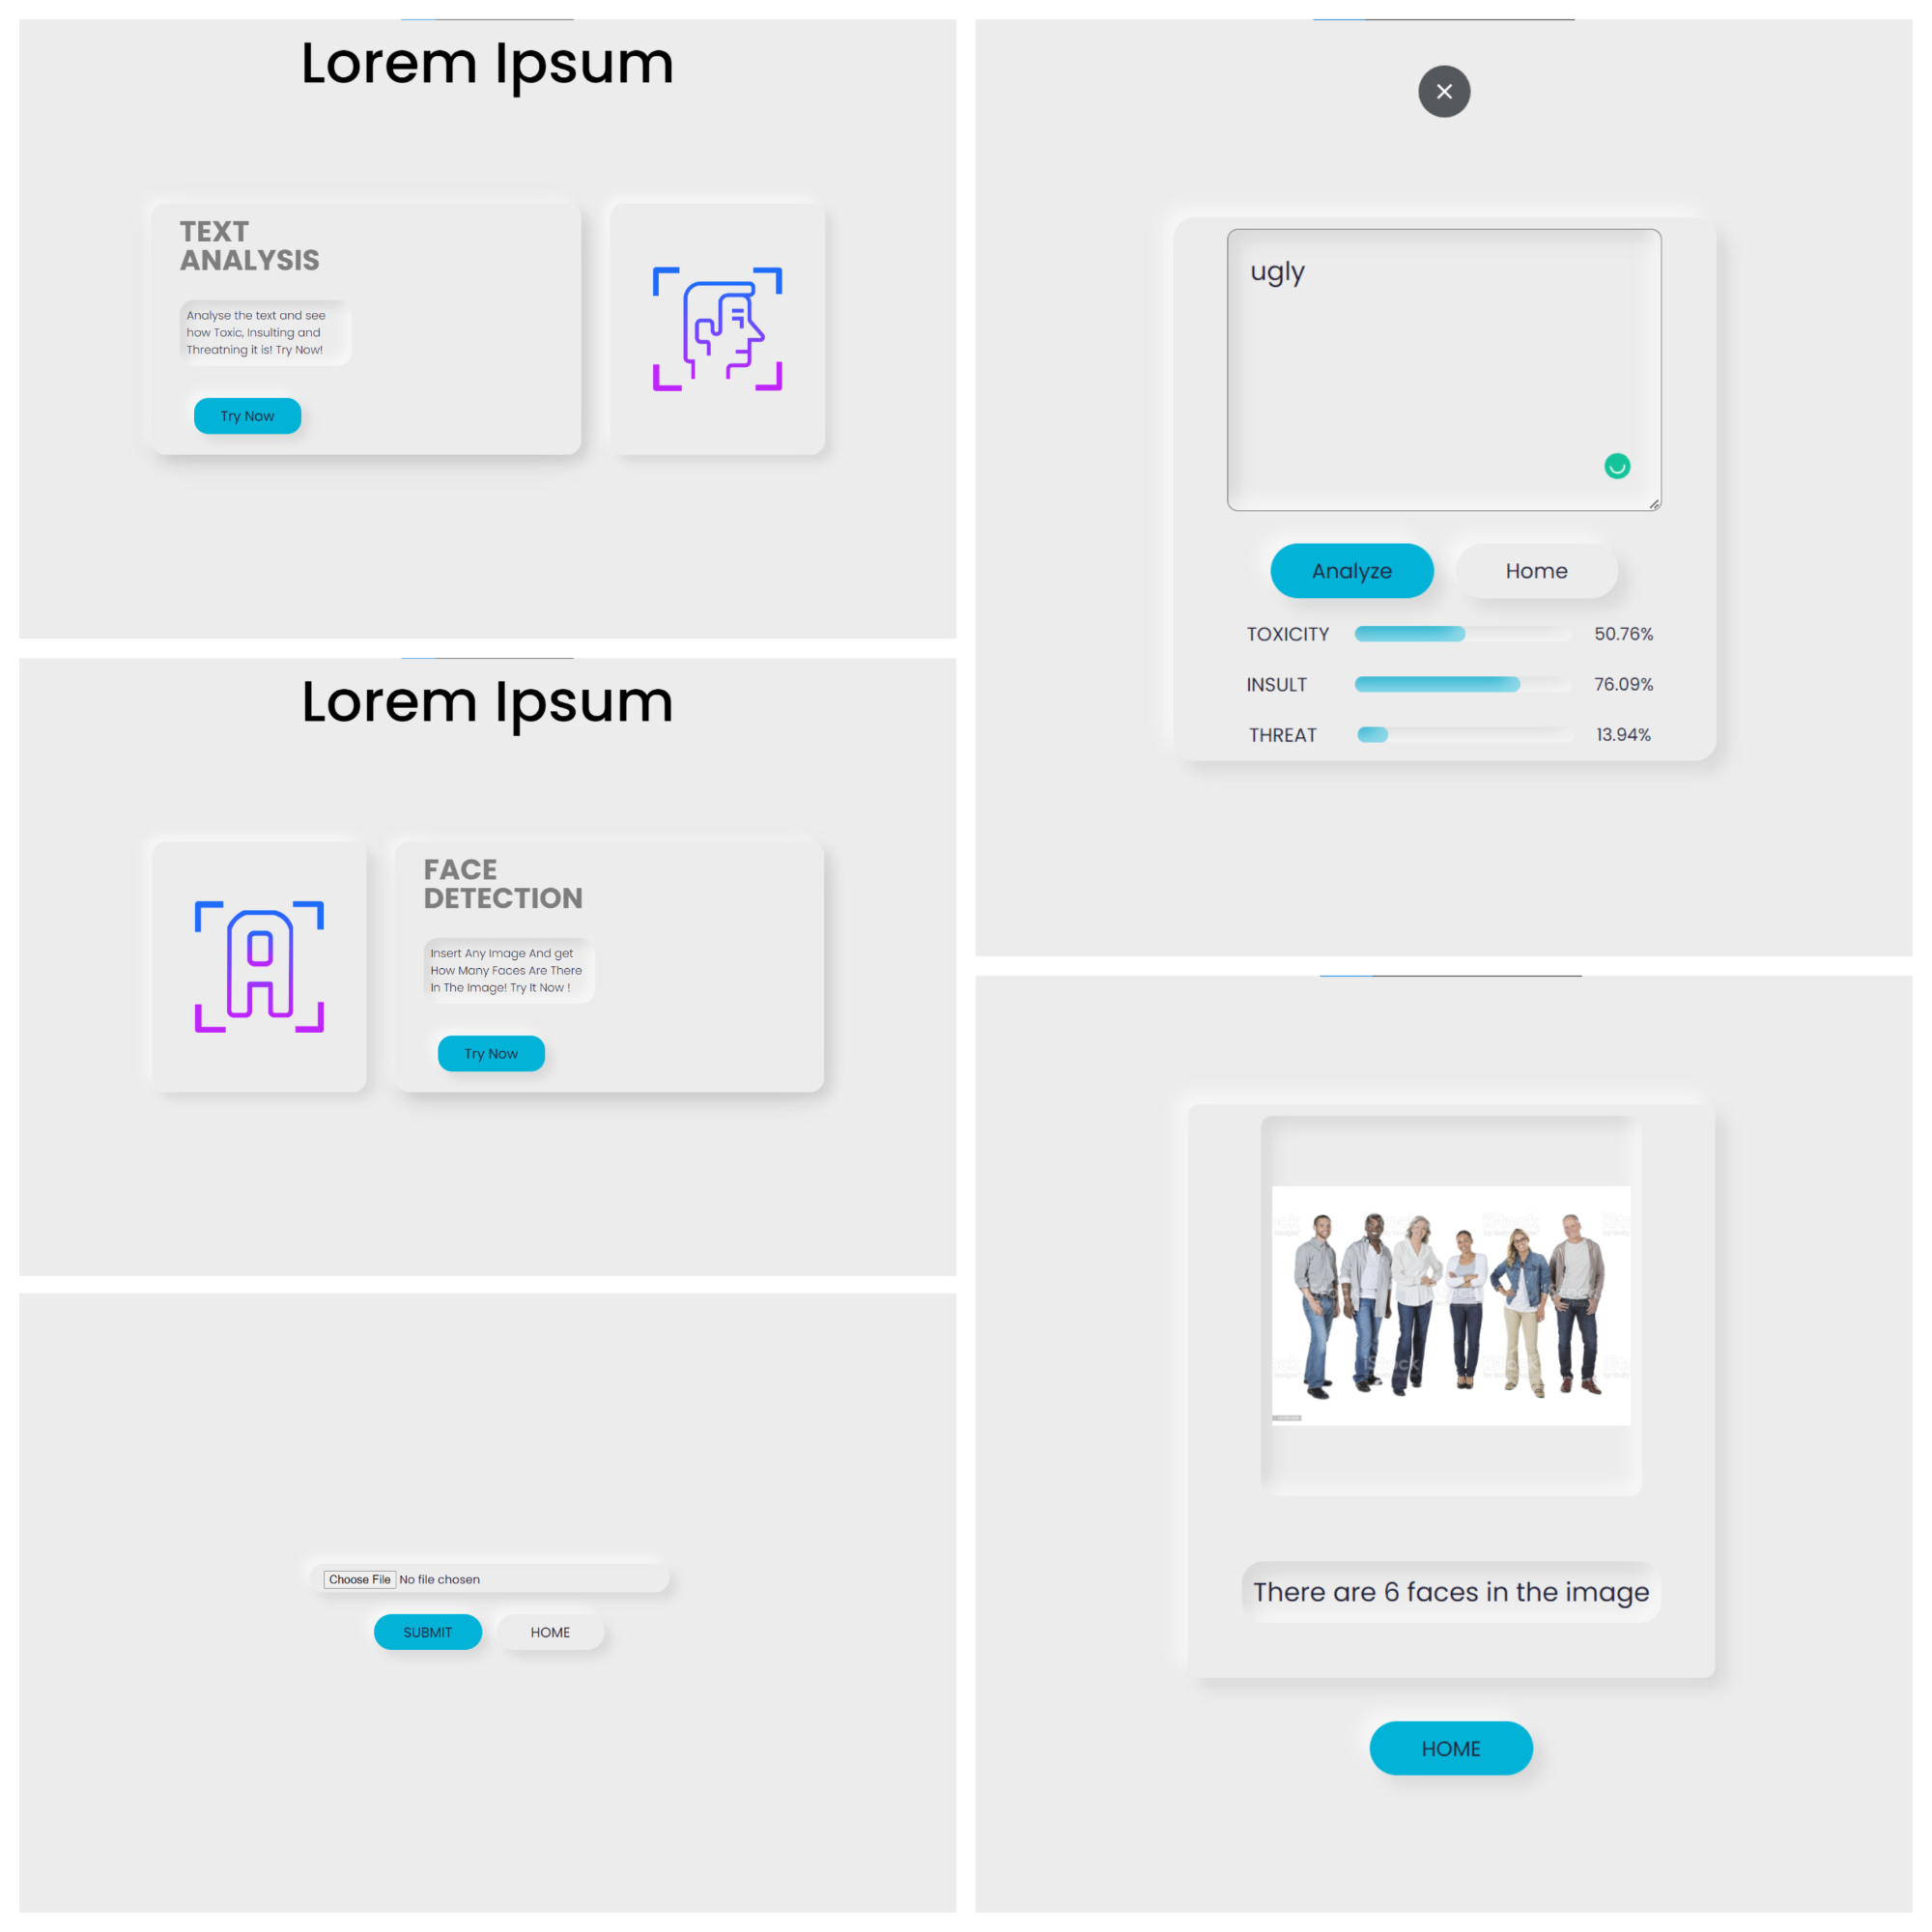 Lorem Ipsum
TEXT
ANALYSIS
Analyse the text and see
how Toxic, Insulting and
Threatning it is! Try Now!
Try Now
Lorem Ipsum
FACE
DETECTION
Insert Any Image And get
How Many Faces Are There
In The Image! Try It Now !
Try Now
Choose File No file chosen
SUBMIT HOME
ugly
Analyze Home
TOXICITY 50.76%
INSULT 76.09%
THREAT 13.94%
iStock
There are 6 faces in the image
HOME